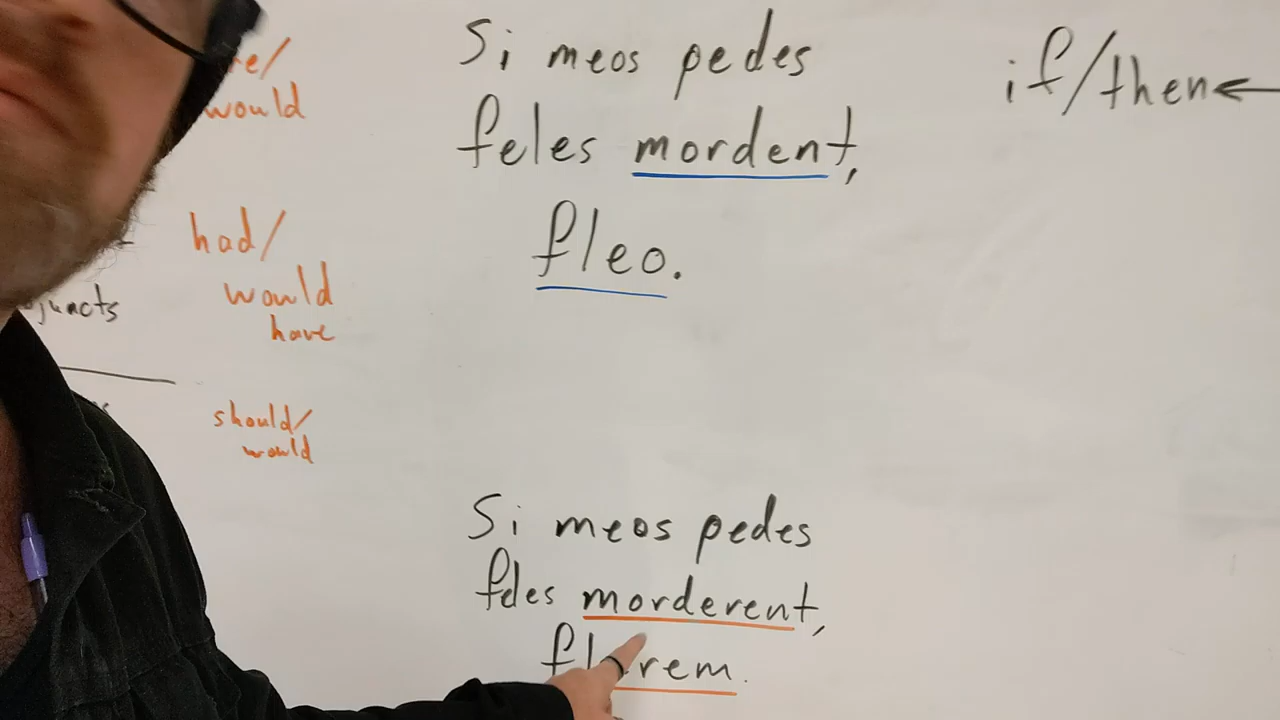 would
had/
would
have
should/
would
Si meos pedes
feles mordent,
fleo.
Si meos pedes
feles morderent,
if/then